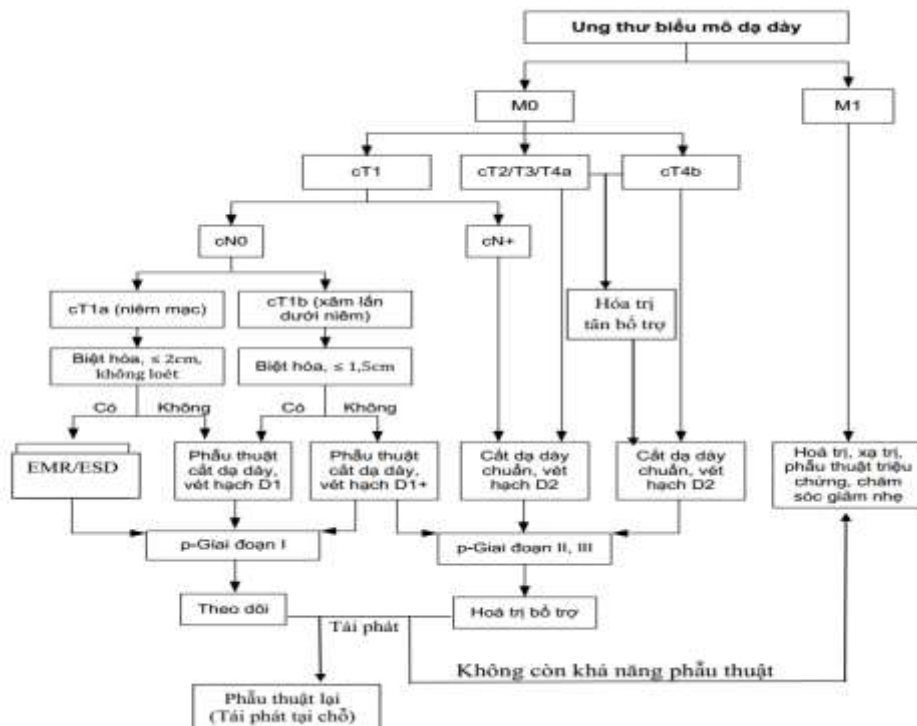 Ung thư biểu mô dạ dày
M0
M1
cT1
cT2/T3/T4a
cT4b
cN0
cN+
cT1a (niêm mạc)
cT1b (xâm lấn
dưới niêm)
Hóa trị
tân bổ trợ
Biệt hóa, ≤ 2cm,
không loét
Biệt hóa, ≤ 1,5cm
Có
Không
Có
Không
EMR/ESD
Phẫu thuật
cắt dạ dày,
vét hạch D1
Phẫu thuật
cắt dạ dày,
vét hạch D1+
Cắt dạ dày
chuẩn, vét
hạch D2
Cắt dạ dày
chuẩn, vét
hạch D2
Hoá trị, xạ trị,
phẫu thuật triệu
chứng, chăm
sóc giảm nhẹ
p-Giai đoạn I
p-Giai đoạn II, III
Theo dõi
Hoá trị bổ trợ
Tái phát
Không còn khả năng phẫu thuật
Phẫu thuật lại
(Tái phát tại chỗ)